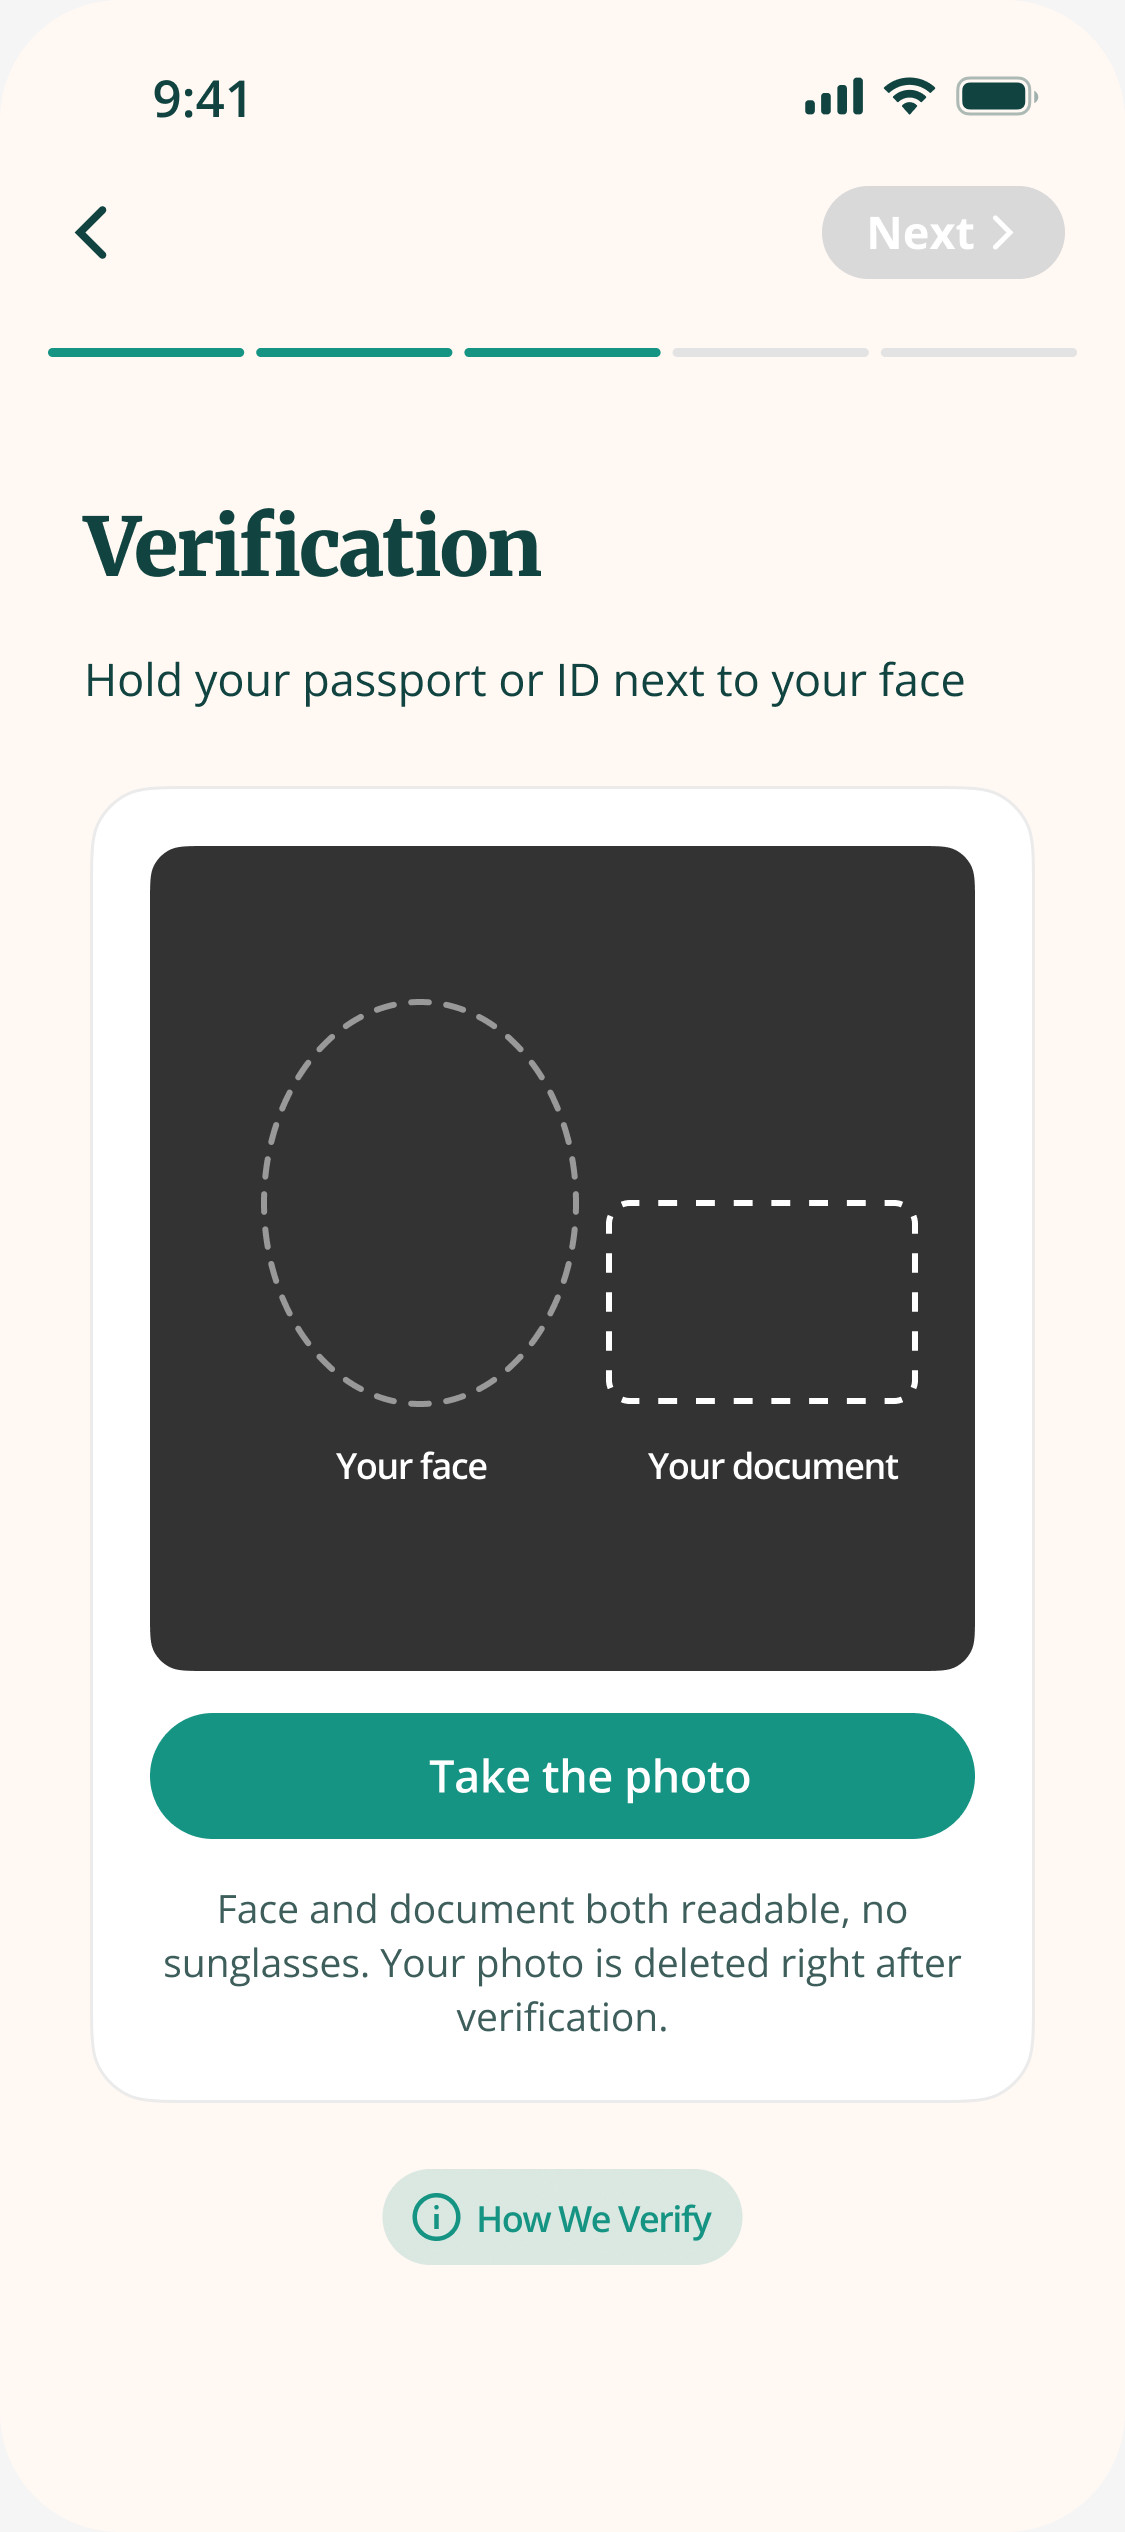 9:41
Next
Verification
Hold your passport or ID next to your face
Your face
Your document
Take the photo
Face and document both readable, no
sunglasses. Your photo is deleted right after
verification.
How We Verify